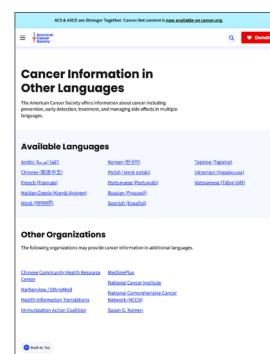 ACS & ASCO are Stronger Together: Cancer.Net content is now available on cancer.org.
American
Cancer
Society
Donate
Cancer Information in
Other Languages
The American Cancer Society offers information about cancer including
prevention, early detection, treatment, and managing side effects in multiple
languages.
Available Languages
Arabic (اللغة العربية)
Chinese (简体中文)
French (Français)
Haitian Creole (Kreyòl Ayisyen)
Hindi (मानक हिन्दी)
Korean (한국어)
Polish (język polski)
Portuguese (Português)
Russian (Русский)
Spanish (Español)
Tagalog (Tagalog)
Ukrainian (Українська)
Vietnamese (Tiếng Việt)
Other Organizations
The following organizations may provide cancer information in additional languages.
Chinese Community Health Resource
Center
Harborview / EthnoMed
Health Information Translations
Immunization Action Coalition
MedlinePlus
National Cancer Institute
National Comprehensive Cancer
Network (NCCN)
Susan G. Komen
Back to Top